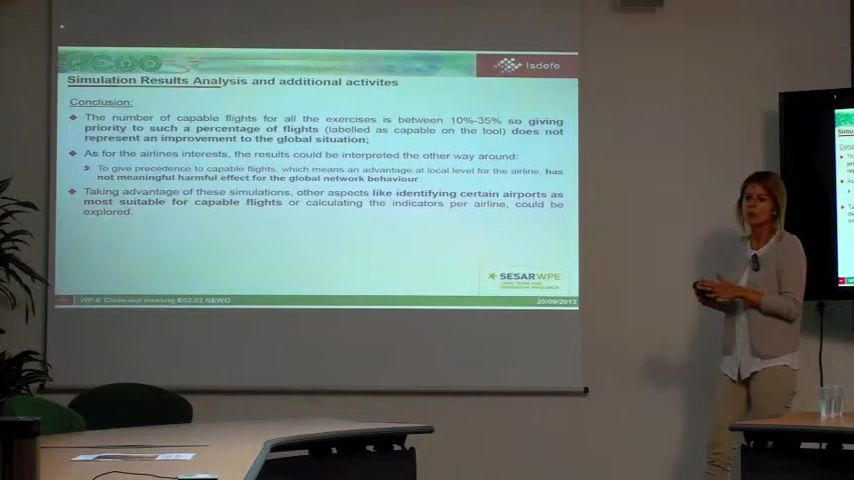 Isdefe
Simulation Results Analysis and additional activites
Conclusion:
The number of capable flights for all the exercises is between 10%-35% so giving
priority to such a percentage of flights (labelled as capable on the tool) does not
represent an improvement to the global situation;
As for the airlines interests, the results could be interpreted the other way around:
To give precedence to capable flights, which means an advantage at local level for the airline, has
not meaningful harmful effect for the global network behaviour.
Taking advantage of these simulations, other aspects like identifying certain airports as
most suitable for capable flights or calculating the indicators per airline, could be
explored.
SESAR WPE
LONG-TERM AND
INNOVATIVE RESEARCH
WP-E Close-out meeting E02.02 NEWO
20/09/2013